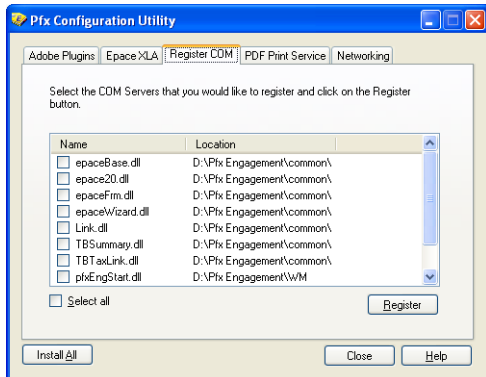 Pfx Configuration Utility
Adobe Plugins Epace XLA Register COM PDF Print Service Networking
Select the COM Servers that you would like to register and click on the Register
button.
Name Location
epaceBase.dll D:\Pfx Engagement\common\
epace20.dll D:\Pfx Engagement\common\
epaceFrm.dll D:\Pfx Engagement\common\
epaceWizard.dll D:\Pfx Engagement\common\
Link.dll D:\Pfx Engagement\common\
TBSummary.dll D:\Pfx Engagement\common\
TBTaxLink.dll D:\Pfx Engagement\common\
pfxEngStart.dll D:\Pfx Engagement\WM
Select all
Register
Install All Close Help